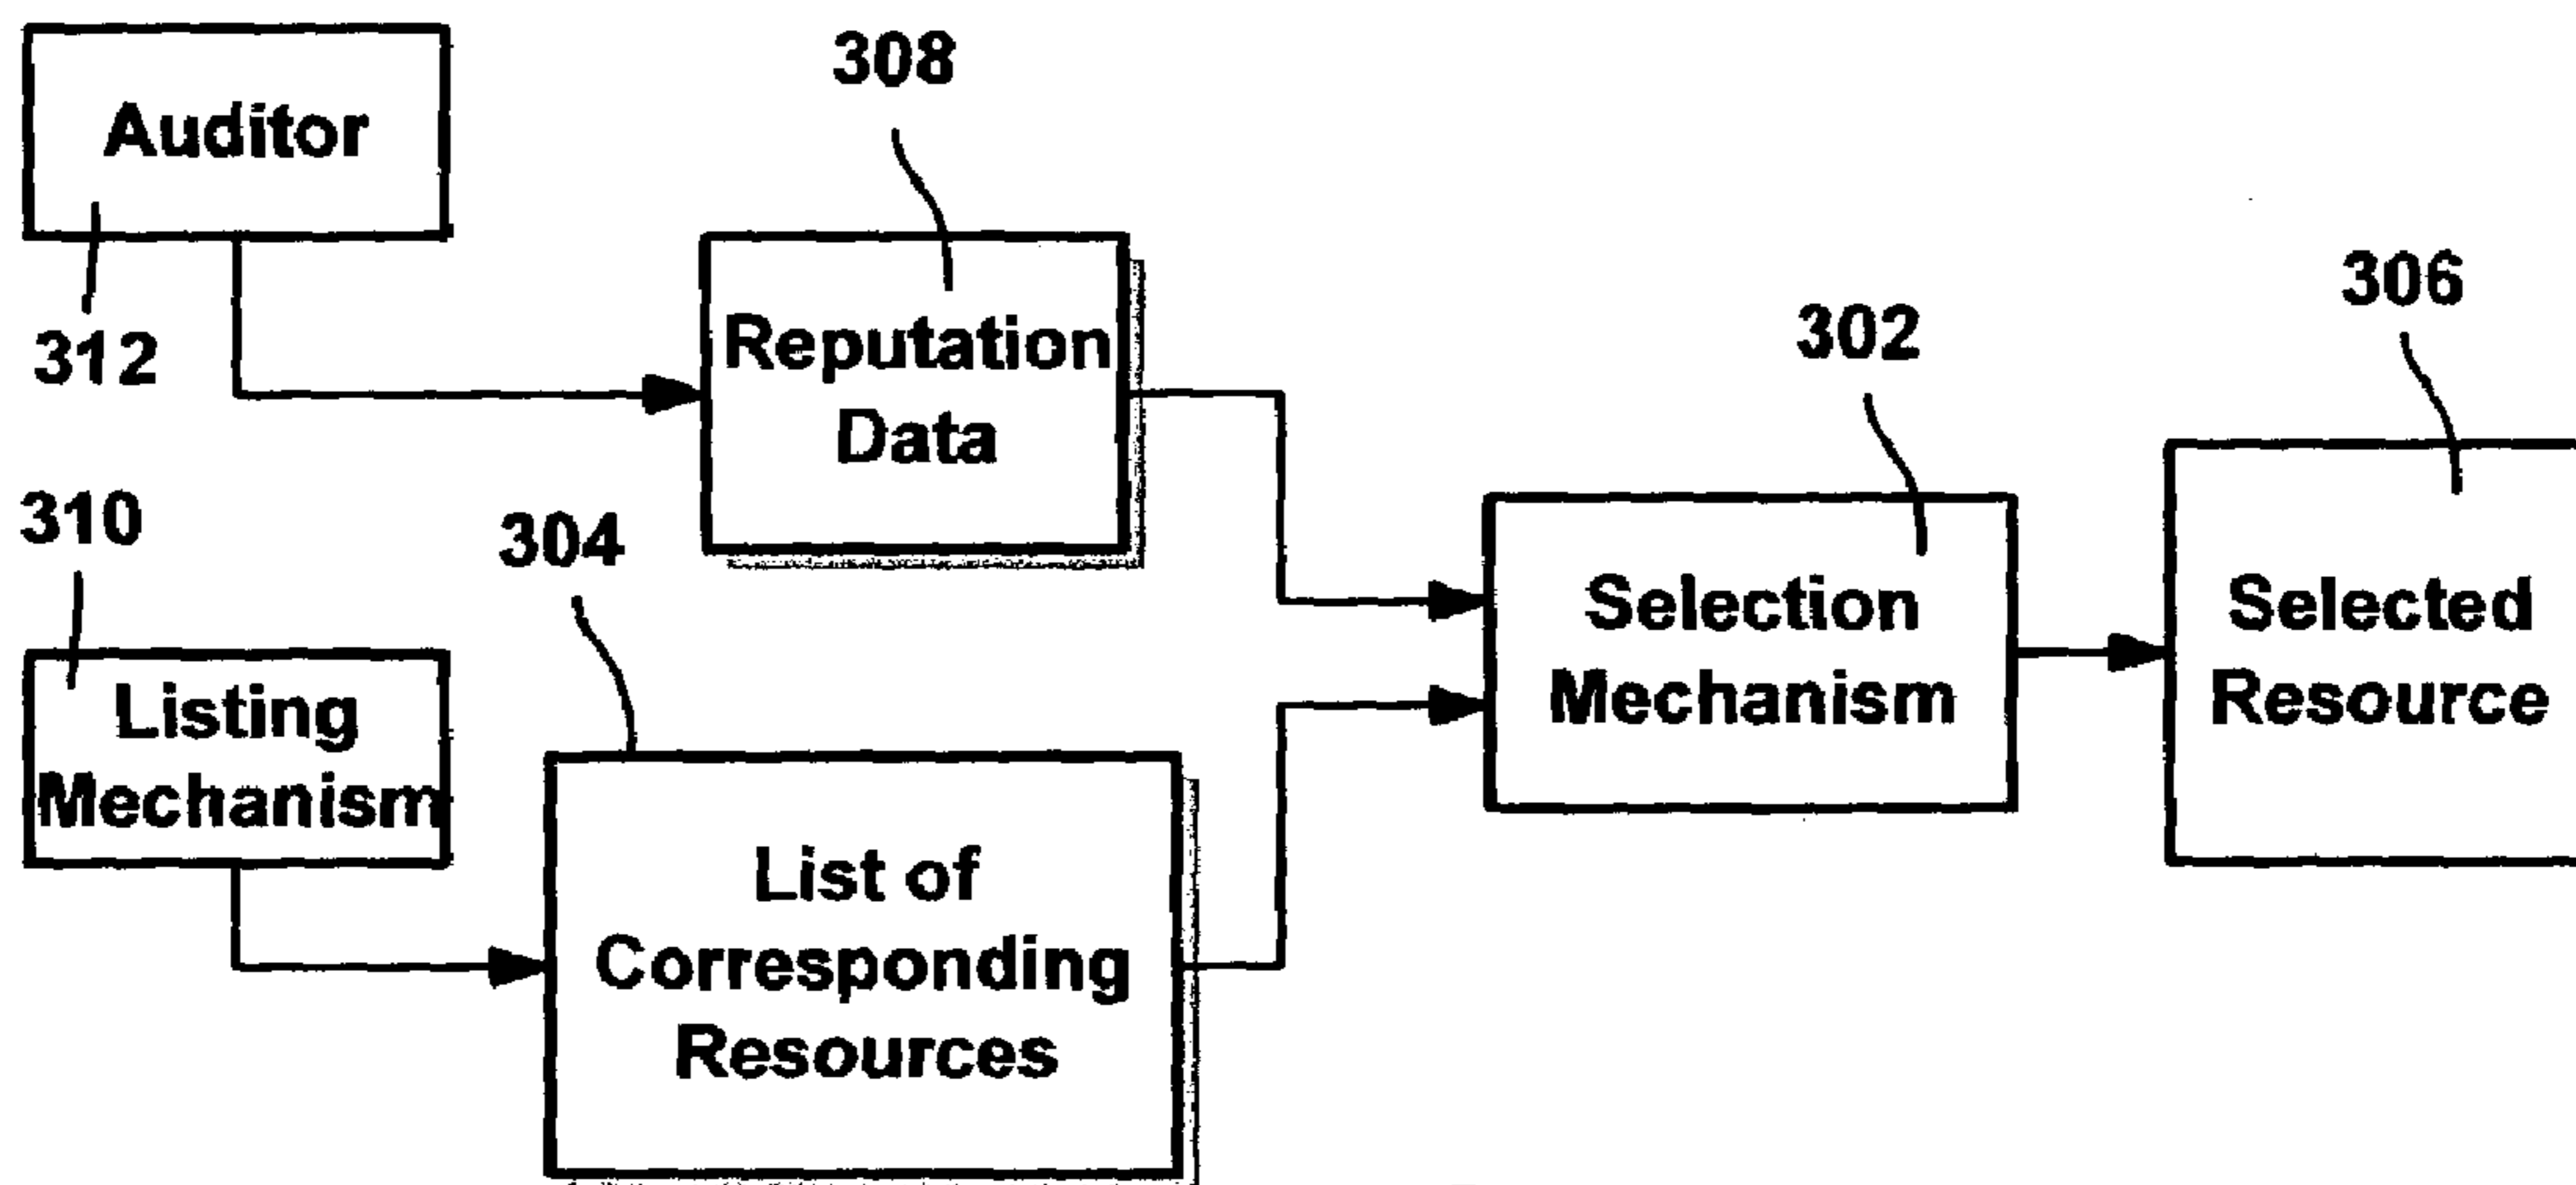 Auditor
312
308
Reputation
Data
310
Listing
Mechanism
304
List of
Corresponding
Resources
302
Selection
Mechanism
306
Selected
Resource